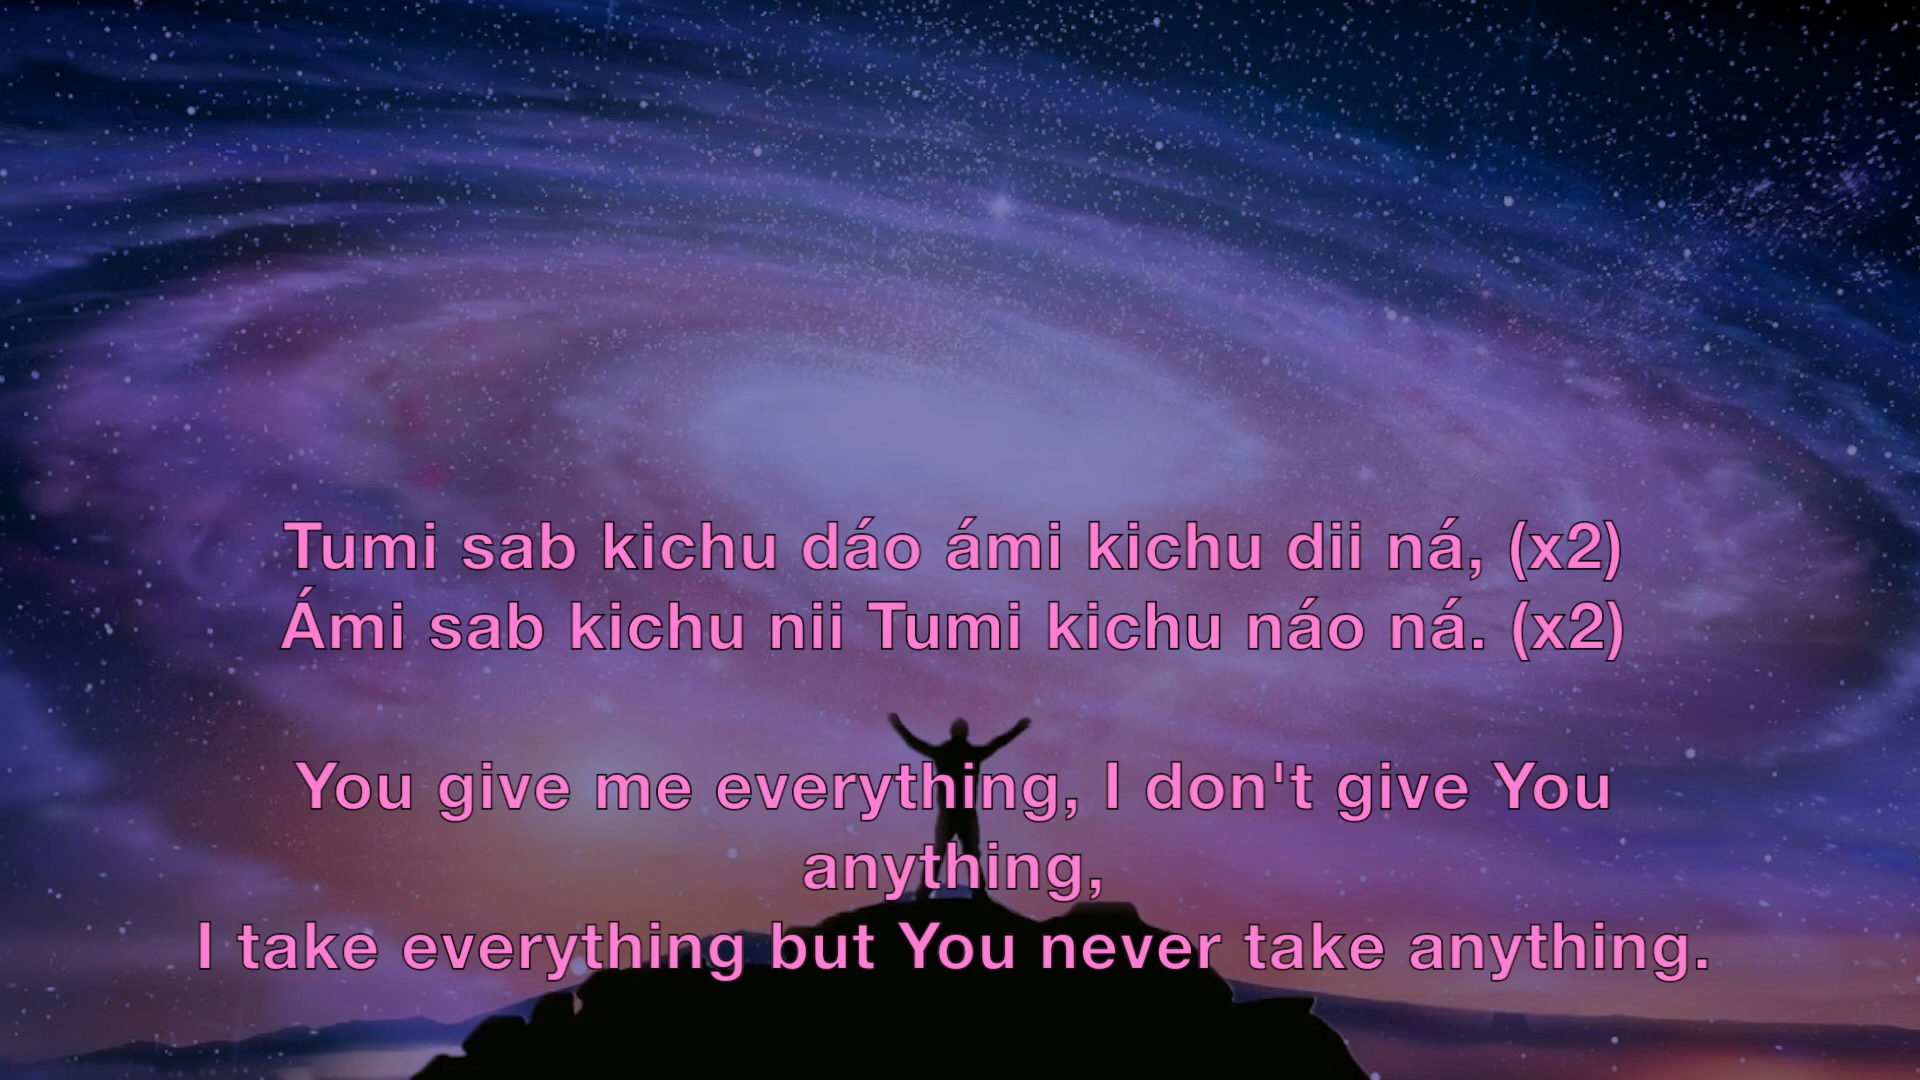 Tumi sab kichu dáo ámi kichu dii ná, (x2)
Ámi sab kichu nii Tumi kichu náo ná. (x2)
You give me everything, I don't give You
anything,
I take everything but You never take anything.